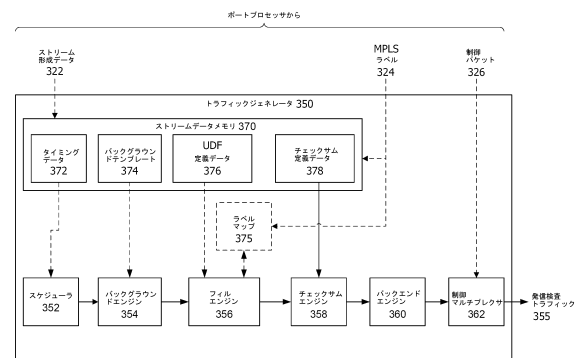 ポートプロセッサから
ストリーム
形成データ
322
MPLS
ラベル
324
制御
パケット
326
トラフィックジェネレータ 350
ストリームデータメモリ 370
タイミング
データ
372
バックグラウン
ドテンプレート
374
UDF
定義データ
376
チェックサム
定義データ
378
ラベル
マップ
375
スケジューラ
352
バックグラウ
ンドエンジン
354
フィル
エンジン
356
チェックサム
エンジン
358
バックエンド
エンジン
360
制御
マルチプレクサ
362
発信検査
トラフィック
355